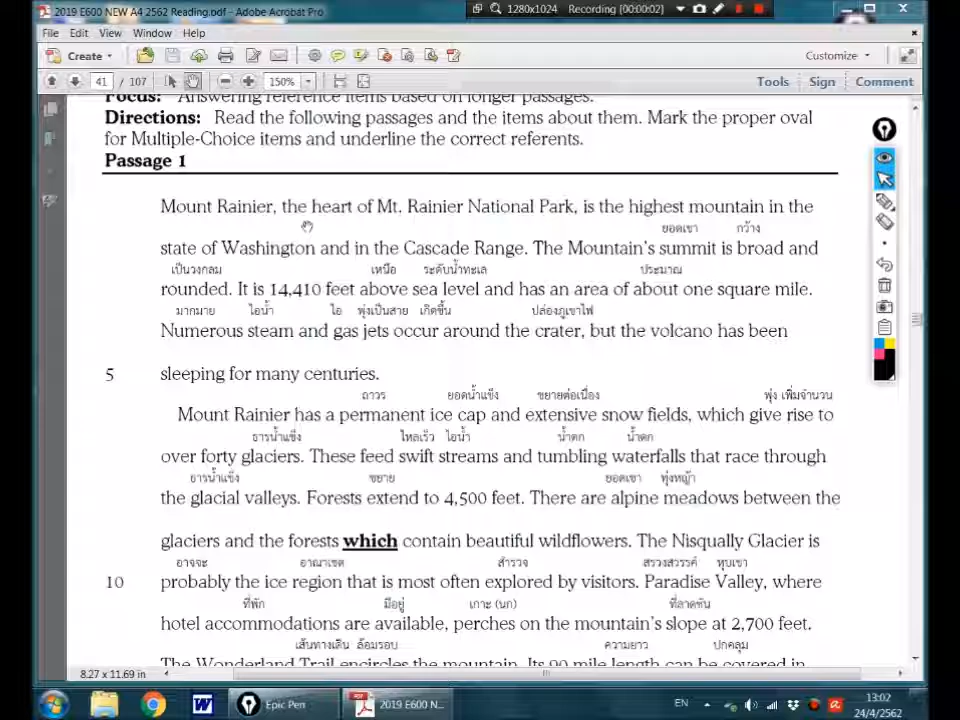 2019 E600 NEW A4 2562 Reading.pdf - Adobe Acrobat Pro
1280x1024 Recording [00:00:02]
File Edit View Window Help
Create Customize
41 / 107 150% Tools Sign Comment
Focus: Answering reference items based on longer passages.
Directions: Read the following passages and the items about them. Mark the proper oval
for Multiple-Choice items and underline the correct referents.
Passage 1
Mount Rainier, the heart of Mt. Rainier National Park, is the highest mountain in the
ยอดเขา กว้าง
state of Washington and in the Cascade Range. The Mountain's summit is broad and
เป็นวงกลม เหนือ ระดับน้ำทะเล ประมาณ
rounded. It is 14,410 feet above sea level and has an area of about one square mile.
มากมาย ไอน้ำ ไอ พุ่งเป็นสาย เกิดขึ้น ปล่องภูเขาไฟ
Numerous steam and gas jets occur around the crater, but the volcano has been
5 sleeping for many centuries.
ถาวร ยอดน้ำแข็ง ขยายต่อเนื่อง พุ่ง เพิ่มจำนวน
Mount Rainier has a permanent ice cap and extensive snow fields, which give rise to
ธารน้ำแข็ง ไหลเร็ว ไอน้ำ น้ำตก น้ำตก
over forty glaciers. These feed swift streams and tumbling waterfalls that race through
ธารน้ำแข็ง ขยาย ยอดเขา ทุ่งหญ้า
the glacial valleys. Forests extend to 4,500 feet. There are alpine meadows between the
glaciers and the forests which contain beautiful wildflowers. The Nisqually Glacier is
อาจจะ อาณาเขต สำรวจ สรวงสวรรค์ หุบเขา
10 probably the ice region that is most often explored by visitors. Paradise Valley, where
ที่พัก มีอยู่ เกาะ (นก) ที่ลาดชัน
hotel accommodations are available, perches on the mountain's slope at 2,700 feet.
เส้นทางเดิน ล้อมรอบ ความยาว ปกคลุม
The Wonderland Trail encircles the mountain. Its 90 mile length can be covered in
8.27 x 11.69 in
Epic Pen 2019 E600 N... EN 13:02
24/4/2562